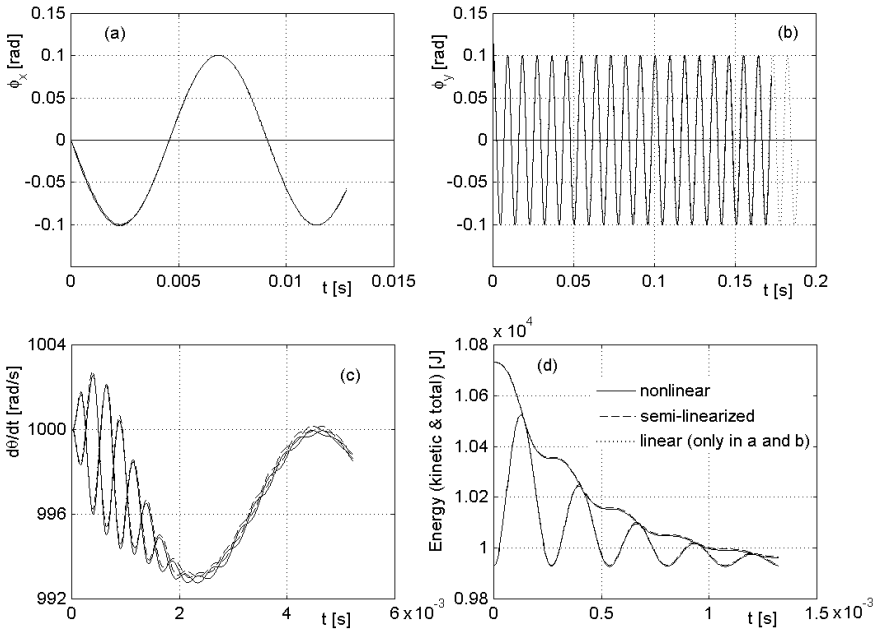 (a)
0.15
0.1
0.05
0
-0.05
-0.1
ϕx [rad]
0
0.005
0.01
0.015
t [s]
(b)
0.15
0.1
0.05
0
-0.05
-0.1
ϕy [rad]
0
0.05
0.1
0.15
0.2
t [s]
(c)
1004
1000
996
992
dθ/dt [rad/s]
0
2
4
6 x 10⁻³
t [s]
x 10⁴
(d)
1.08
1.06
1.04
1.02
1
0.98
Energy (kinetic & total) [J]
nonlinear
semi-linearized
linear (only in a and b)
0
0.5
1
1.5 x 10⁻³
t [s]